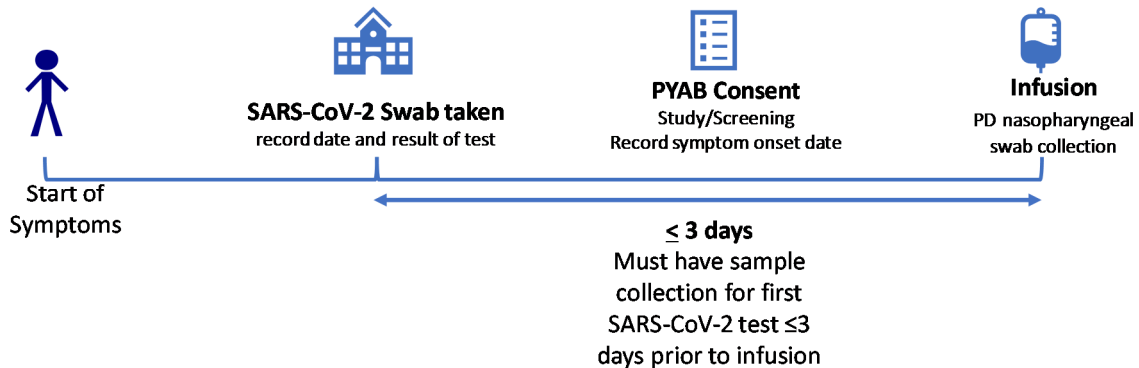 SARS-CoV-2 Swab taken
record date and result of test
PYAB Consent
Study/Screening
Record symptom onset date
Infusion
PD nasopharyngeal
swab collection
Start of
Symptoms
≤ 3 days
Must have sample
collection for first
SARS-CoV-2 test ≤3
days prior to infusion